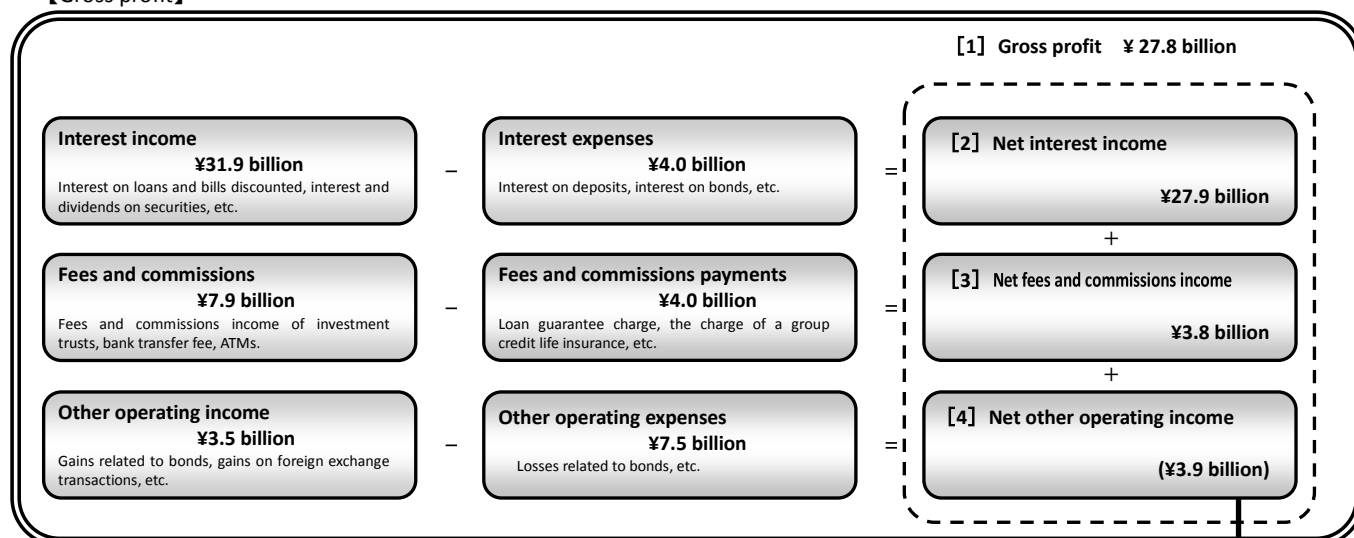 【Gross profit】
[1] Gross profit ¥ 27.8 billion
Interest income
¥31.9 billion
Interest on loans and bills discounted, interest and
dividends on securities, etc.
–
Interest expenses
¥4.0 billion
Interest on deposits, interest on bonds, etc.
=
[2] Net interest income
¥27.9 billion
+
Fees and commissions
¥7.9 billion
Fees and commissions income of investment
trusts, bank transfer fee, ATMs.
–
Fees and commissions payments
¥4.0 billion
Loan guarantee charge, the charge of a group
credit life insurance, etc.
=
[3] Net fees and commissions income
¥3.8 billion
+
Other operating income
¥3.5 billion
Gains related to bonds, gains on foreign exchange
transactions, etc.
–
Other operating expenses
¥7.5 billion
Losses related to bonds, etc.
=
[4] Net other operating income
(¥3.9 billion)